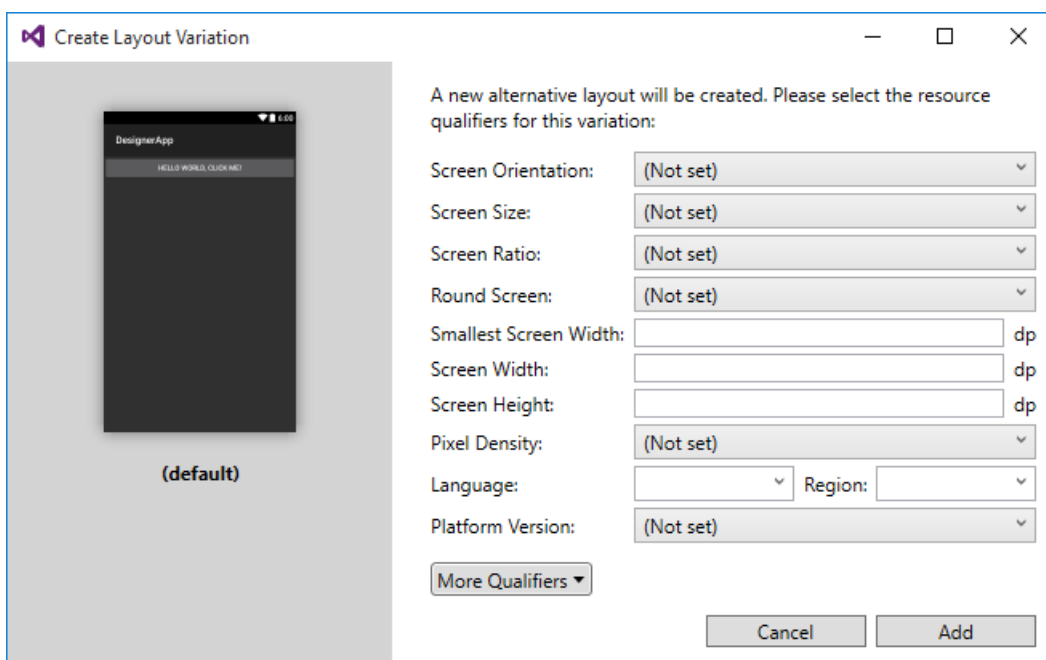 Create Layout Variation
6:00
DesignerApp
HELLO WORLD, CLICK ME!
(default)
A new alternative layout will be created. Please select the resource
qualifiers for this variation:
Screen Orientation: (Not set)
Screen Size: (Not set)
Screen Ratio: (Not set)
Round Screen: (Not set)
Smallest Screen Width: dp
Screen Width: dp
Screen Height: dp
Pixel Density: (Not set)
Language: Region:
Platform Version: (Not set)
More Qualifiers
Cancel Add